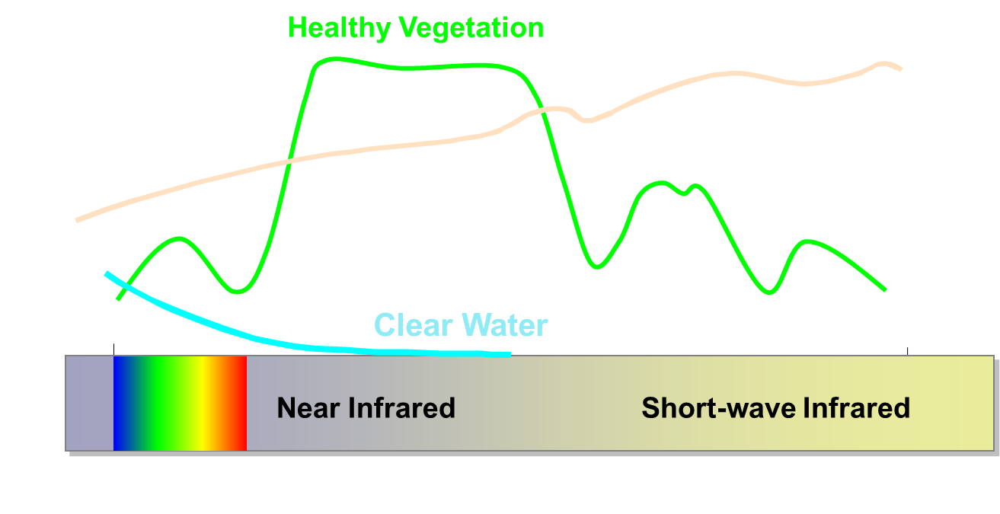 Healthy Vegetation
Clear Water
Near Infrared
Short-wave Infrared